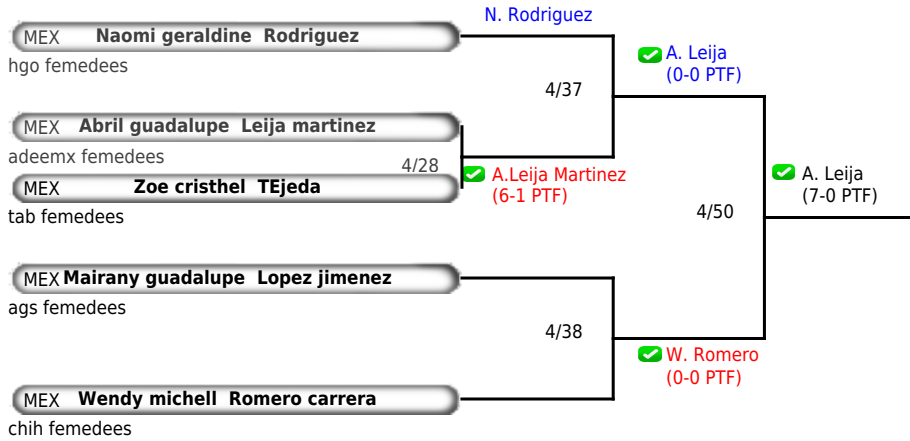 N. Rodriguez
MEX Naomi geraldine Rodriguez
hgo femedees
A. Leija
(0-0 PTF)
4/37
MEX Abril guadalupe Leija martinez
adeemx femedees
4/28
A.Leija Martinez
(6-1 PTF)
MEX Zoe cristhel TEjeda
tab femedees
A. Leija
(7-0 PTF)
4/50
MEX Mairany guadalupe Lopez jimenez
ags femedees
4/38
W. Romero
(0-0 PTF)
MEX Wendy michell Romero carrera
chih femedees